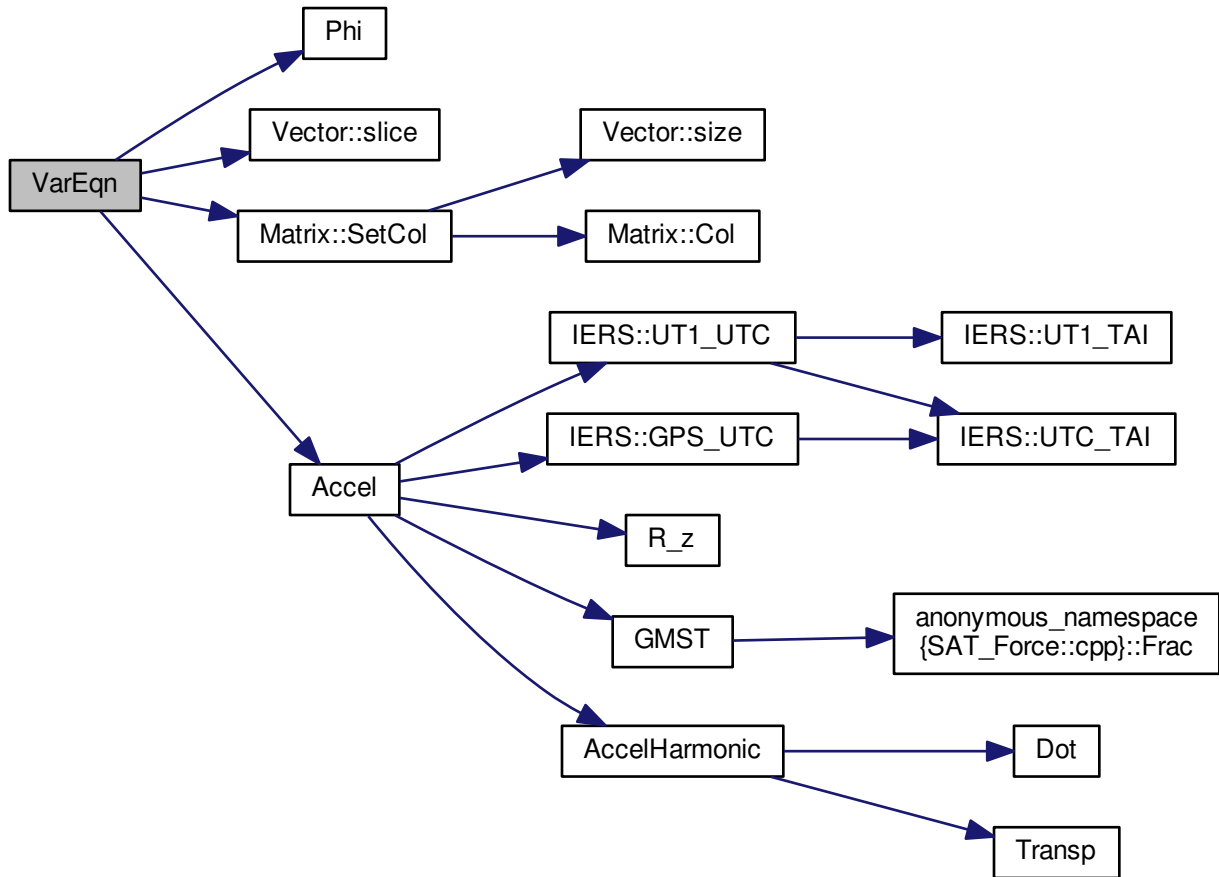 Phi
Vector::slice
Vector::size
VarEqn
Matrix::SetCol
Matrix::Col
IERS::UT1_UTC
IERS::UT1_TAI
IERS::GPS_UTC
IERS::UTC_TAI
Accel
R_z
GMST
anonymous_namespace
{SAT_Force::cpp}::Frac
AccelHarmonic
Dot
Transp